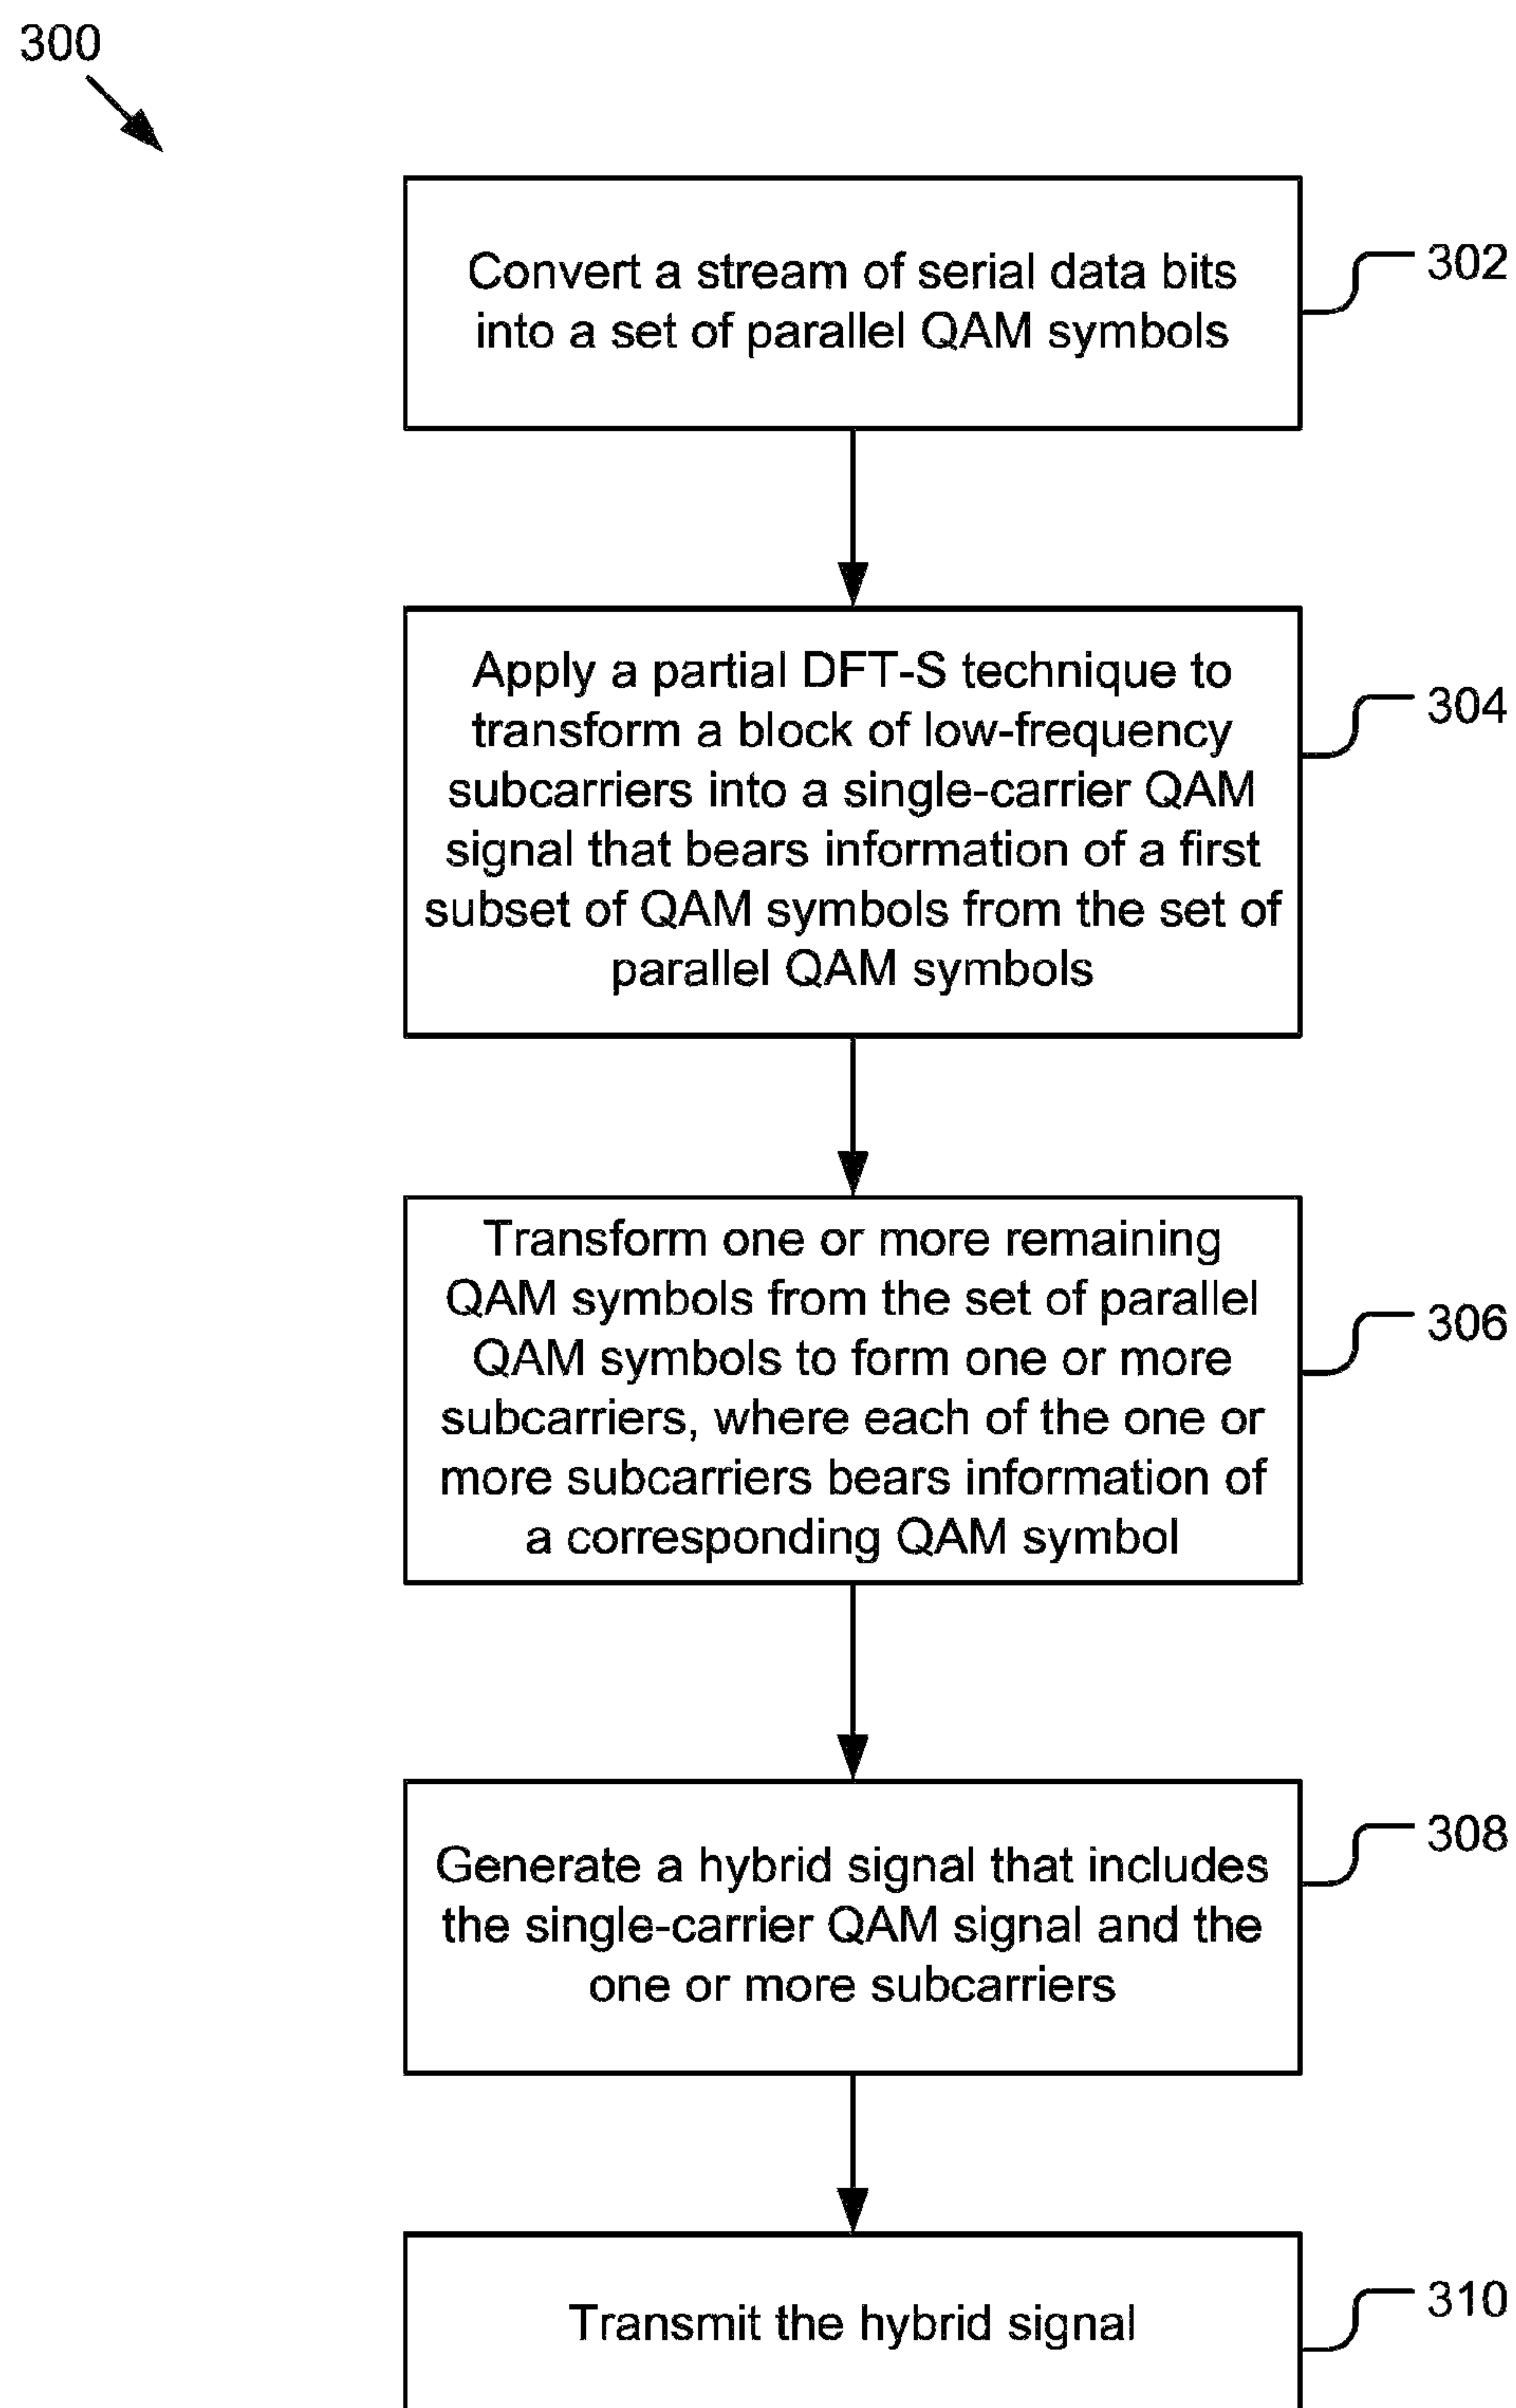 300
Convert a stream of serial data bits
into a set of parallel QAM symbols
302
Apply a partial DFT-S technique to
transform a block of low-frequency
subcarriers into a single-carrier QAM
signal that bears information of a first
subset of QAM symbols from the set of
parallel QAM symbols
304
Transform one or more remaining
QAM symbols from the set of parallel
QAM symbols to form one or more
subcarriers, where each of the one or
more subcarriers bears information of
a corresponding QAM symbol
306
Generate a hybrid signal that includes
the single-carrier QAM signal and the
one or more subcarriers
308
Transmit the hybrid signal
310